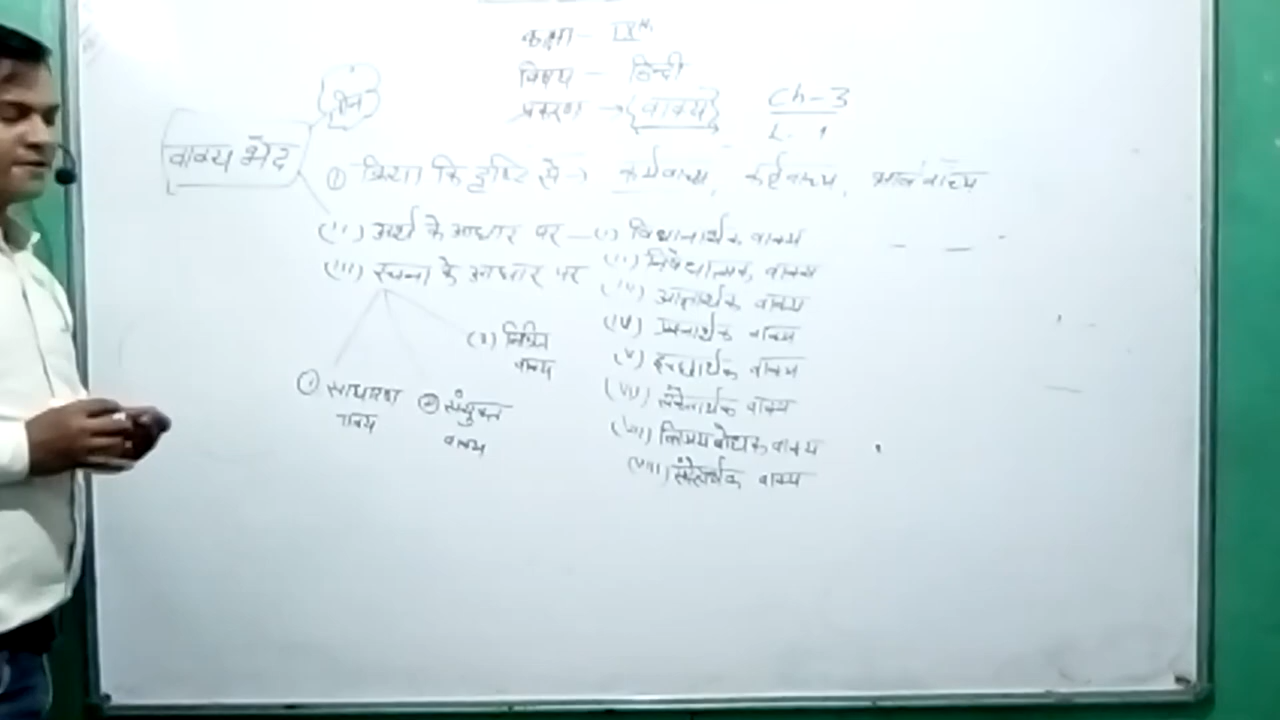 कक्षा - IXth
विषय - हिन्दी
प्रकरण → {वाक्य} Ch-3
L. 1
तीन
वाक्य भेद
① क्रिया कि दृष्टि से → कर्मवाच्य, कर्तृवाच्य, भाववाच्य
(ii) अर्थ के आधार पर - (i) विधानार्थक वाक्य
(iii) रचना के आधार पर (ii) निषेधात्मक वाक्य
(iii) आज्ञार्थक वाक्य
(iv) प्रश्नार्थक वाक्य
(v) इच्छार्थक वाक्य
(vi) संदेहार्थक वाक्य
(vii) विस्मयबोधक वाक्य
(viii) संकेतार्थक वाक्य
(3) मिश्रित
वाक्य
① साधारण
वाक्य
② संयुक्त
वाक्य